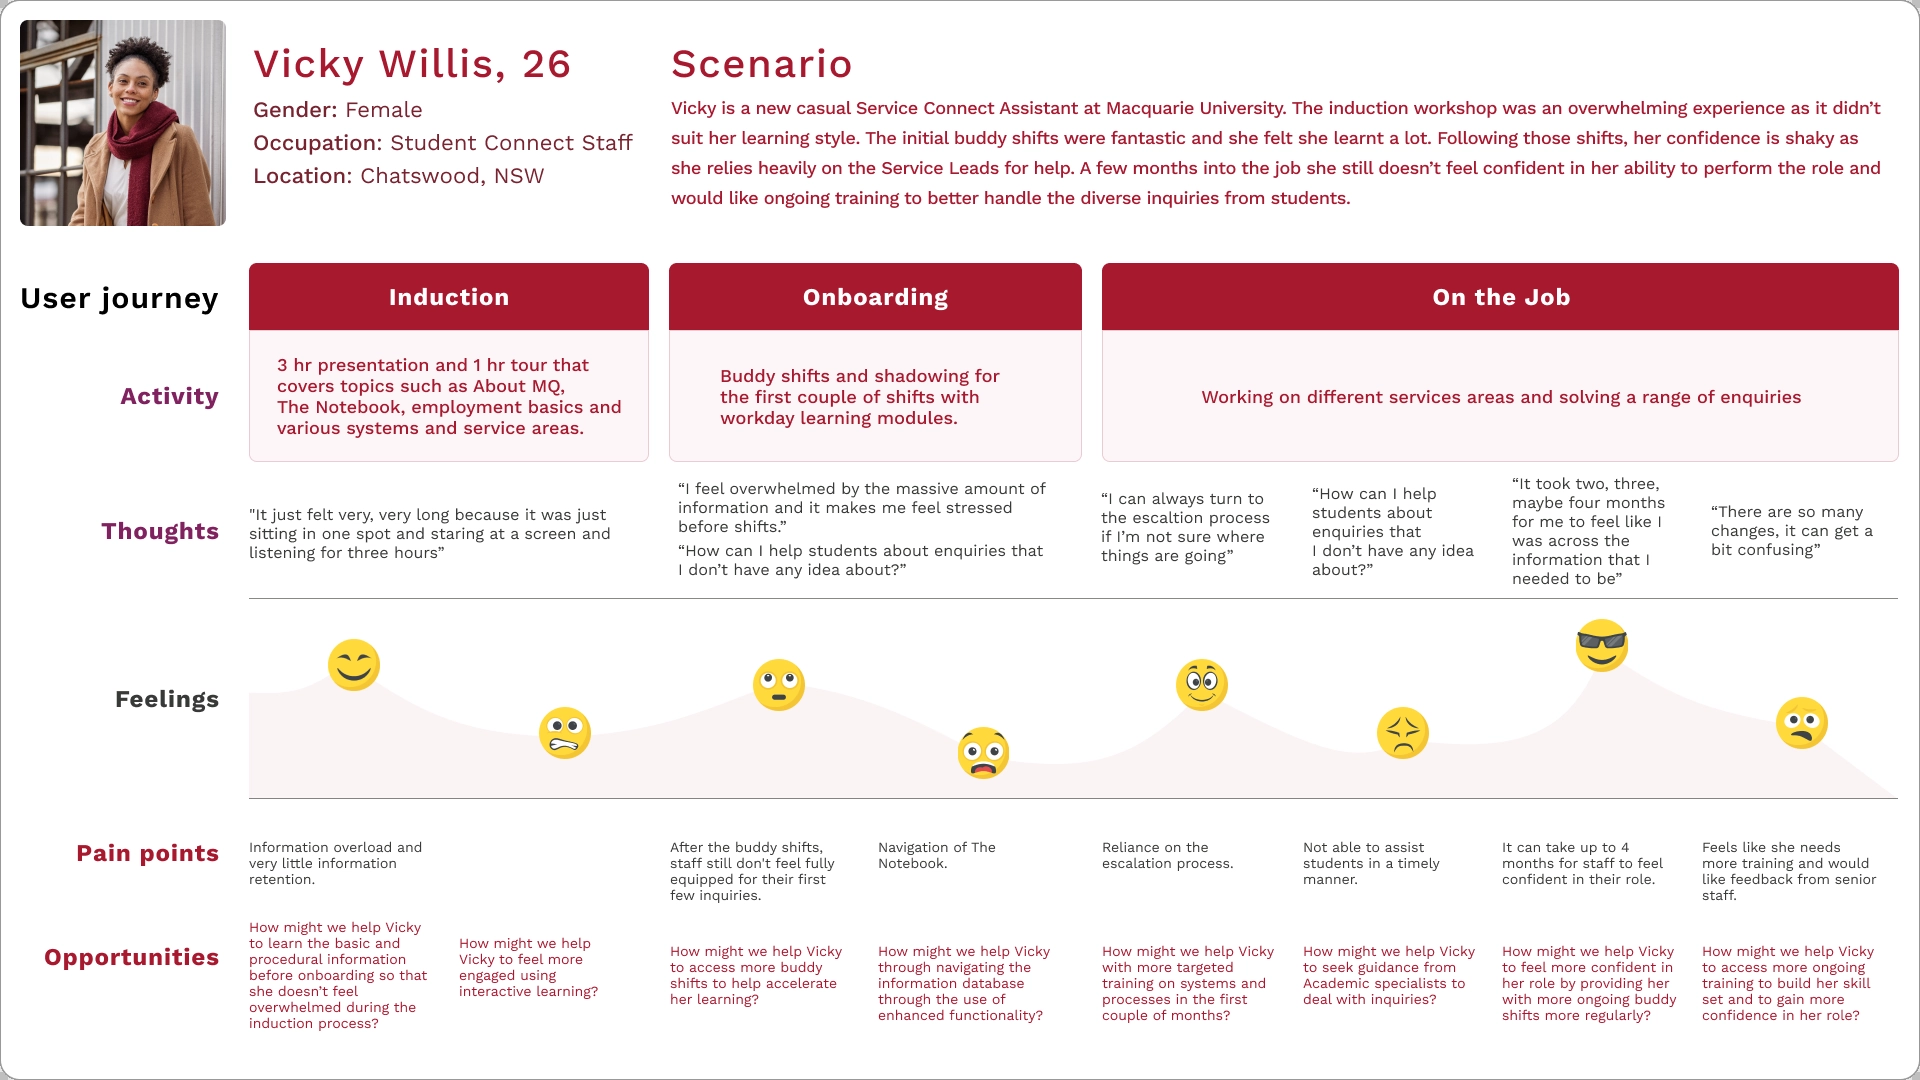 Vicky Willis, 26
Gender: Female
Occupation: Student Connect Staff
Location: Chatswood, NSW
Scenario
Vicky is a new casual Service Connect Assistant at Macquarie University. The induction workshop was an overwhelming experience as it didn’t
suit her learning style. The initial buddy shifts were fantastic and she felt she learnt a lot. Following those shifts, her confidence is shaky as
she relies heavily on the Service Leads for help. A few months into the job she still doesn’t feel confident in her ability to perform the role and
would like ongoing training to better handle the diverse inquiries from students.
User journey
Induction
Onboarding
On the Job
Activity
3 hr presentation and 1 hr tour that
covers topics such as About MQ,
The Notebook, employment basics and
various systems and service areas.
Buddy shifts and shadowing for
the first couple of shifts with
workday learning modules.
Working on different services areas and solving a range of enquiries
Thoughts
"It just felt very, very long because it was just
sitting in one spot and staring at a screen and
listening for three hours”
“I feel overwhelmed by the massive amount of
information and it makes me feel stressed
before shifts.”
“How can I help students about enquiries that
I don’t have any idea about?”
“I can always turn to
the escaltion process
if I’m not sure where
things are going”
“How can I help
students about
enquiries that
I don’t have any idea
about?”
“It took two, three,
maybe four months
for me to feel like I
was across the
information that I
needed to be”
“There are so many
changes, it can get a
bit confusing”
Feelings
Pain points
Information overload and
very little information
retention.
After the buddy shifts,
staff still don't feel fully
equipped for their first
few inquiries.
Navigation of The
Notebook.
Reliance on the
escalation process.
Not able to assist
students in a timely
manner.
It can take up to 4
months for staff to feel
confident in their role.
Feels like she needs
more training and would
like feedback from senior
staff.
Opportunities
How might we help Vicky
to learn the basic and
procedural information
before onboarding so that
she doesn’t feel
overwhelmed during the
induction process?
How might we help
Vicky to feel more
engaged using
interactive learning?
How might we help Vicky
to access more buddy
shifts to help accelerate
her learning?
How might we help Vicky
through navigating the
information database
through the use of
enhanced functionality?
How might we help Vicky
with more targeted
training on systems and
processes in the first
couple of months?
How might we help Vicky
to seek guidance from
Academic specialists to
deal with inquiries?
How might we help Vicky
to feel more confident in
her role by providing her
with more ongoing buddy
shifts more regularly?
How might we help Vicky
to access more ongoing
training to build her skill
set and to gain more
confidence in her role?